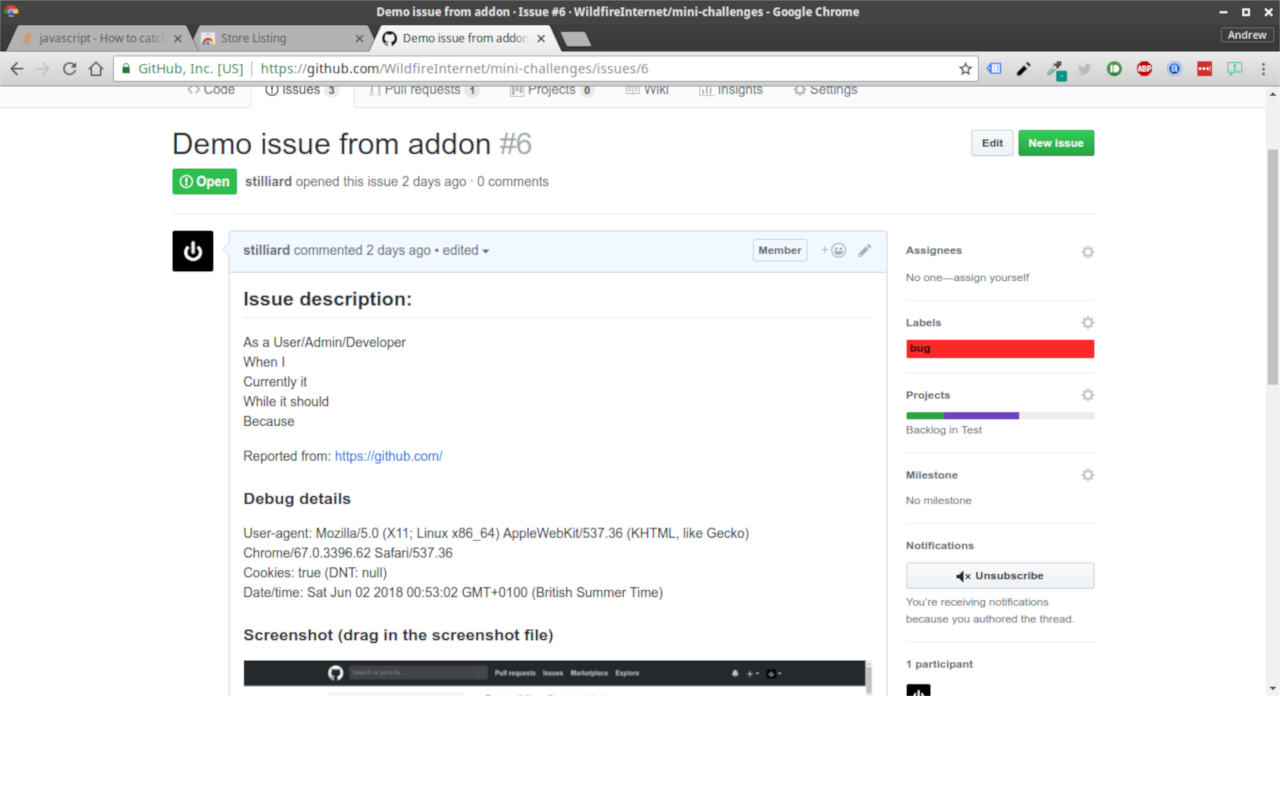 Demo issue from addon · Issue #6 · WildfireInternet/mini-challenges - Google Chrome
javascript - How to catc
Store Listing
Demo issue from addon
Andrew
GitHub, Inc. [US]
https://github.com/WildfireInternet/mini-challenges/issues/6
ABP
Code
Issues 3
Pull requests 1
Projects 0
Wiki
Insights
Settings
Demo issue from addon #6
Edit
New issue
Open
stilliard opened this issue 2 days ago · 0 comments
stilliard commented 2 days ago • edited
Member
Issue description:
As a User/Admin/Developer
When I
Currently it
While it should
Because
Reported from: https://github.com/
Debug details
User-agent: Mozilla/5.0 (X11; Linux x86_64) AppleWebKit/537.36 (KHTML, like Gecko)
Chrome/67.0.3396.62 Safari/537.36
Cookies: true (DNT: null)
Date/time: Sat Jun 02 2018 00:53:02 GMT+0100 (British Summer Time)
Screenshot (drag in the screenshot file)
Search or jump to...
Pull requests Issues Marketplace Explore
Assignees
No one—assign yourself
Labels
bug
Projects
Backlog in Test
Milestone
No milestone
Notifications
Unsubscribe
You're receiving notifications
because you authored the thread.
1 participant